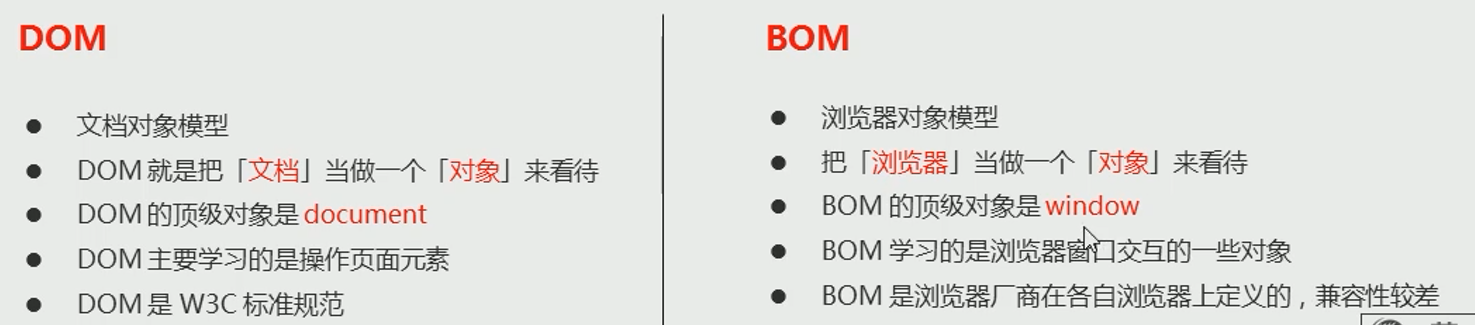 DOM
文档对象模型
DOM 就是把「文档」当做一个「对象」来看待
DOM 的顶级对象是 document
DOM 主要学习的是操作页面元素
DOM 是 W3C 标准规范
BOM
浏览器对象模型
把「浏览器」当做一个「对象」来看待
BOM 的顶级对象是 window
BOM 学习的是浏览器窗口交互的一些对象
BOM 是浏览器厂商在各自浏览器上定义的，兼容性较差